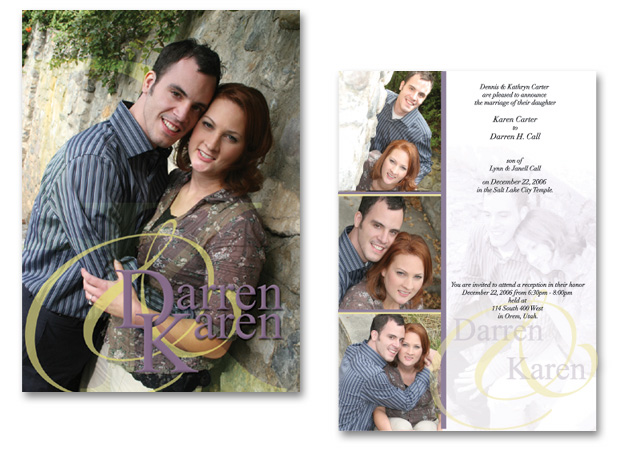 Darren
&
Karen
Dennis & Kathryn Carter
are pleased to announce
the marriage of their daughter
Karen Carter
to
Darren H. Call
son of
Lynn & Janell Call
on December 22, 2006
in the Salt Lake City Temple.
You are invited to attend a reception in their honor
December 22, 2006 from 6:30pm - 8:00pm
held at
114 South 400 West
in Orem, Utah.
Darren
&
Karen